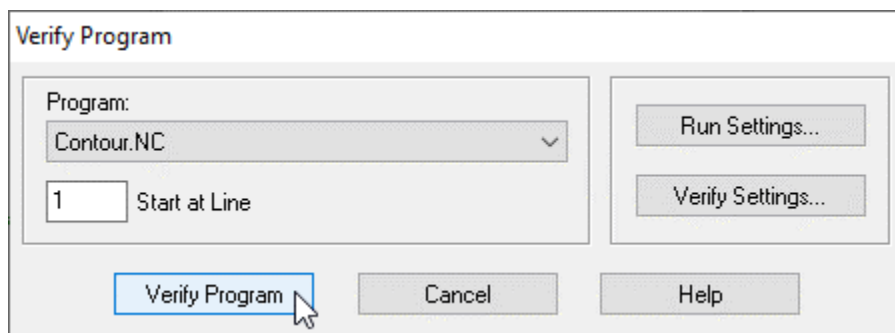 Verify Program
Program:
Contour.NC
1 Start at Line
Run Settings...
Verify Settings...
Verify Program Cancel Help